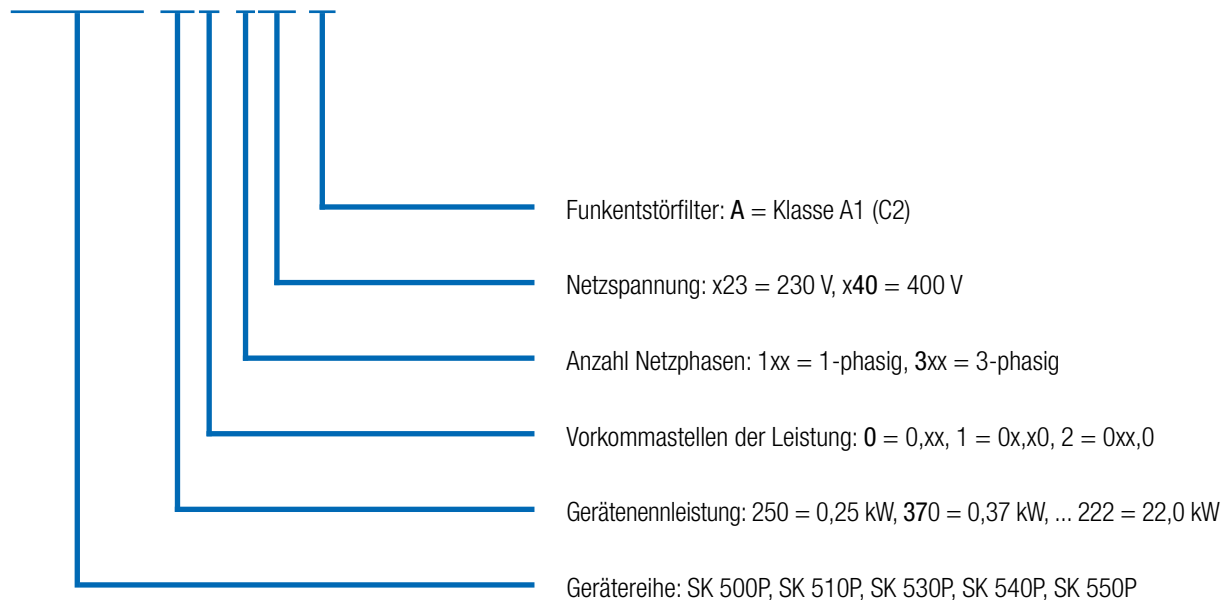 Funkentstörfilter: A = Klasse A1 (C2)
Netzspannung: x23 = 230 V, x40 = 400 V
Anzahl Netzphasen: 1xx = 1-phasig, 3xx = 3-phasig
Vorkommastellen der Leistung: 0 = 0,xx, 1 = 0x,x0, 2 = 0xx,0
Gerätenennleistung: 250 = 0,25 kW, 370 = 0,37 kW, ... 222 = 22,0 kW
Gerätereihe: SK 500P, SK 510P, SK 530P, SK 540P, SK 550P